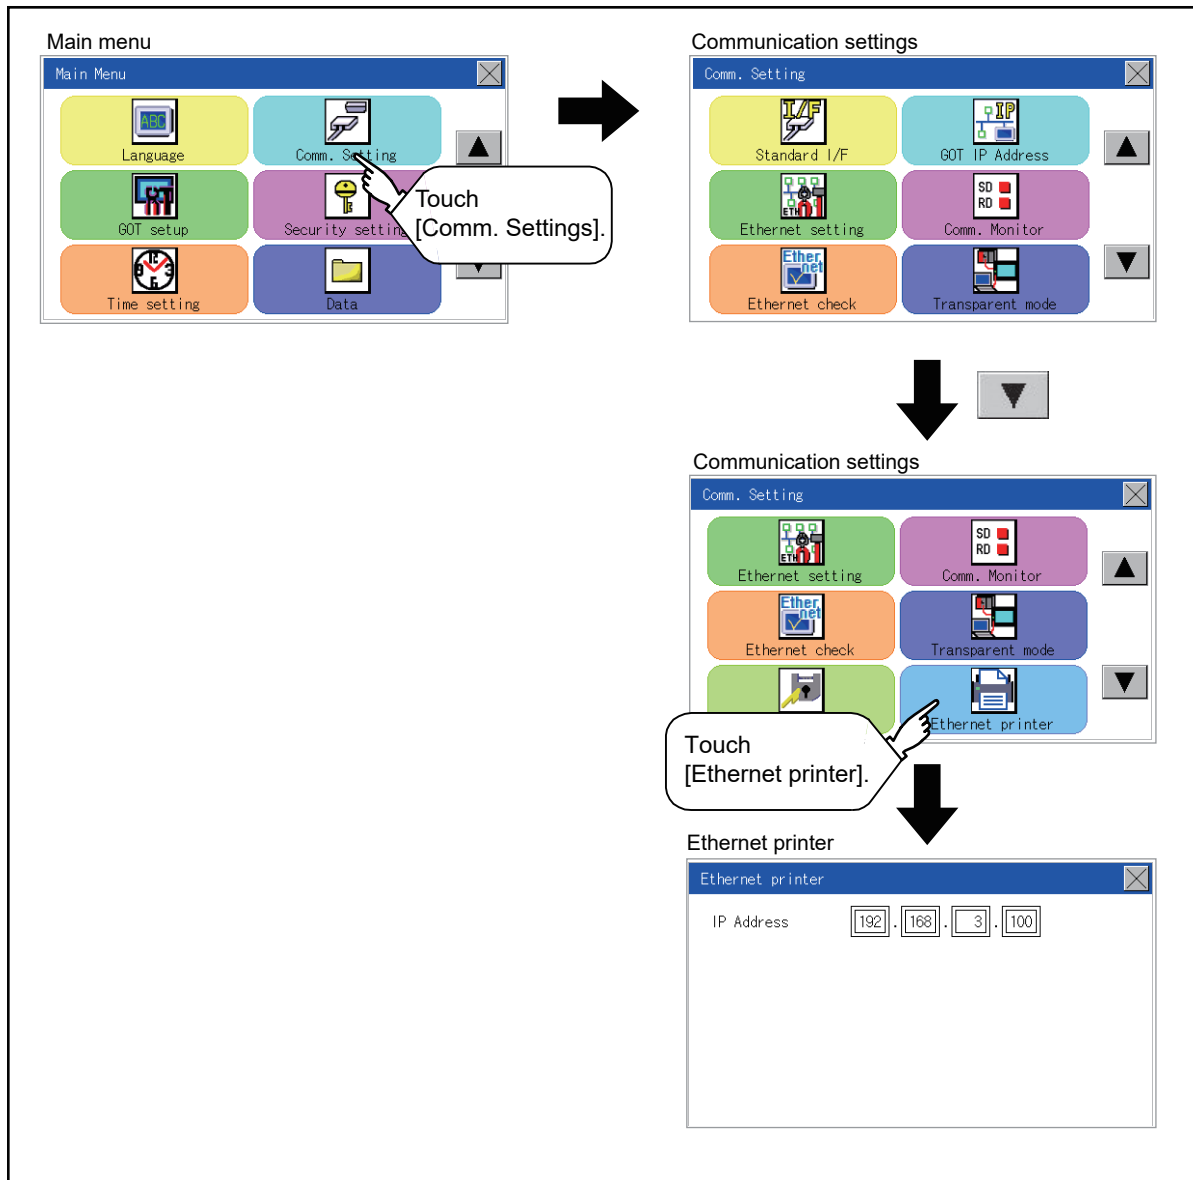 Main menu
Main Menu
ABC
Language
Comm. Setting
GOT setup
Security setting
Time setting
Data
Touch
[Comm. Settings].
Communication settings
Comm. Setting
I/F
Standard I/F
IP
GOT IP Address
ETH
Ethernet setting
SD
RD
Comm. Monitor
Ether
net
Ethernet check
Transparent mode
Communication settings
Comm. Setting
ETH
Ethernet setting
SD
RD
Comm. Monitor
Ether
net
Ethernet check
Transparent mode
Ethernet printer
Touch
[Ethernet printer].
Ethernet printer
Ethernet printer
IP Address 192 . 168 . 3 . 100